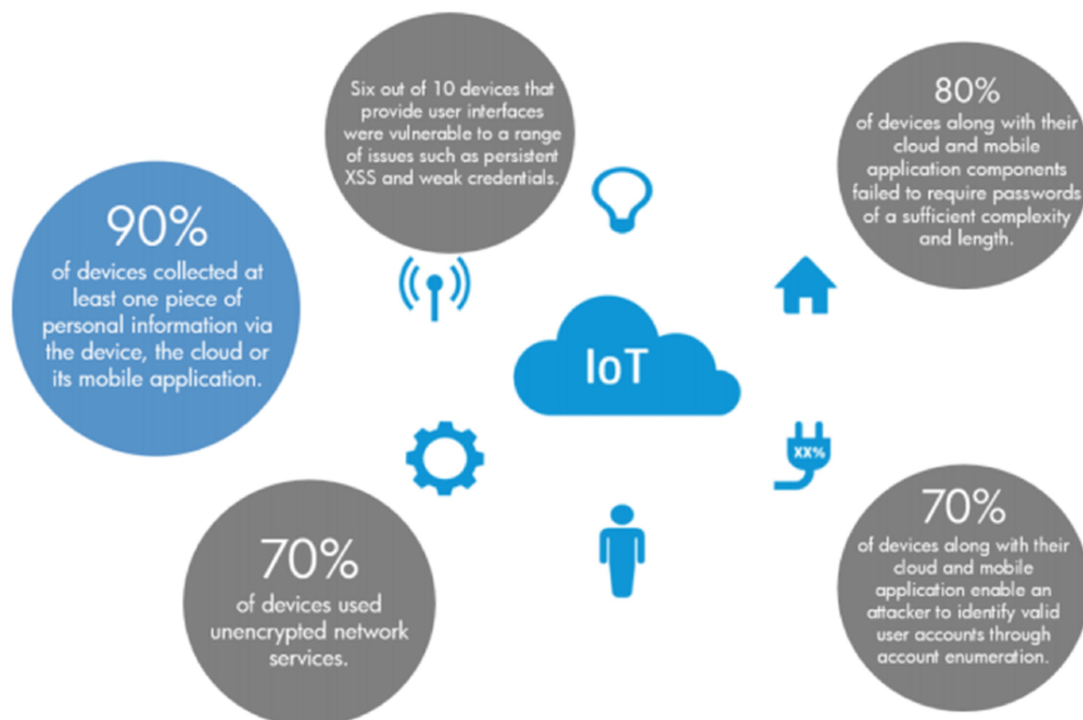 Six out of 10 devices that
provide user interfaces
were vulnerable to a range
of issues such as persistent
XSS and weak credentials.
80%
of devices along with their
cloud and mobile
application components
failed to require passwords
of a sufficient complexity
and length.
90%
of devices collected at
least one piece of
personal information via
the device, the cloud or
its mobile application.
IoT
XX%
70%
of devices used
unencrypted network
services.
70%
of devices along with their
cloud and mobile
application enable an
attacker to identify valid
user accounts through
account enumeration.